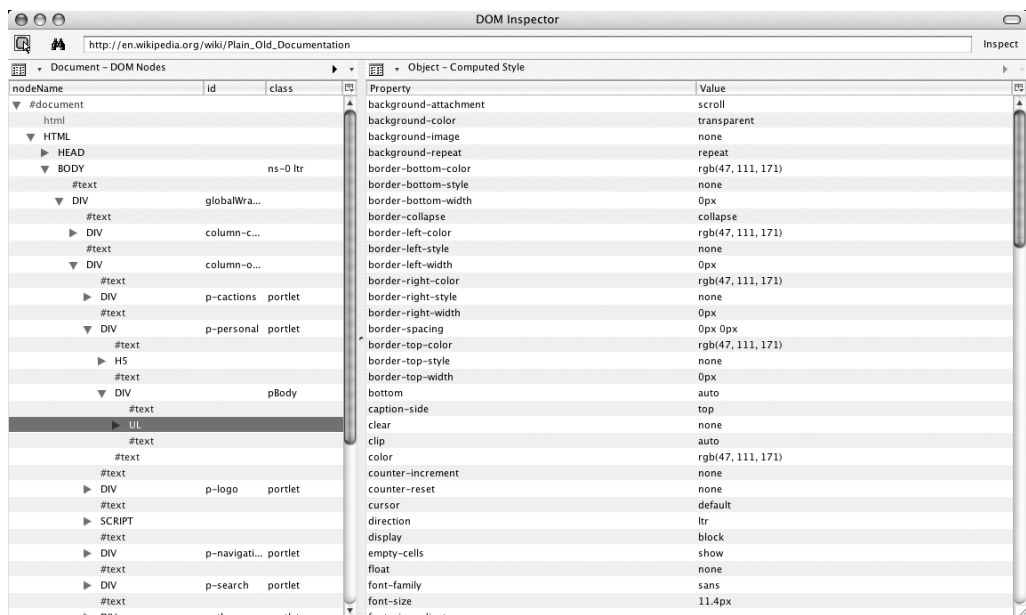 DOM Inspector
http://en.wikipedia.org/wiki/Plain_Old_Documentation Inspect
Document – DOM Nodes
nodeName id class
#document
html
HTML
HEAD
BODY ns-0 ltr
#text
DIV globalWra...
#text
DIV column-c...
#text
DIV column-o...
#text
DIV p-cactions portlet
#text
DIV p-personal portlet
#text
H5
#text
DIV pBody
#text
UL
#text
#text
#text
DIV p-logo portlet
#text
SCRIPT
#text
DIV p-navigati... portlet
#text
DIV p-search portlet
#text
Object – Computed Style
Property Value
background-attachment scroll
background-color transparent
background-image none
background-repeat repeat
border-bottom-color rgb(47, 111, 171)
border-bottom-style none
border-bottom-width 0px
border-collapse collapse
border-left-color rgb(47, 111, 171)
border-left-style none
border-left-width 0px
border-right-color rgb(47, 111, 171)
border-right-style none
border-right-width 0px
border-spacing 0px 0px
border-top-color rgb(47, 111, 171)
border-top-style none
border-top-width 0px
bottom auto
caption-side top
clear none
clip auto
color rgb(47, 111, 171)
counter-increment none
counter-reset none
cursor default
direction ltr
display block
empty-cells show
float none
font-family sans
font-size 11.4px